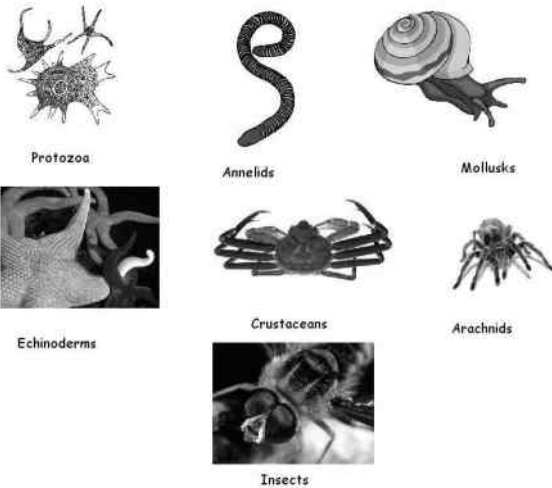 Protozoa
Annelids
Mollusks
Echinoderms
Crustaceans
Arachnids
Insects